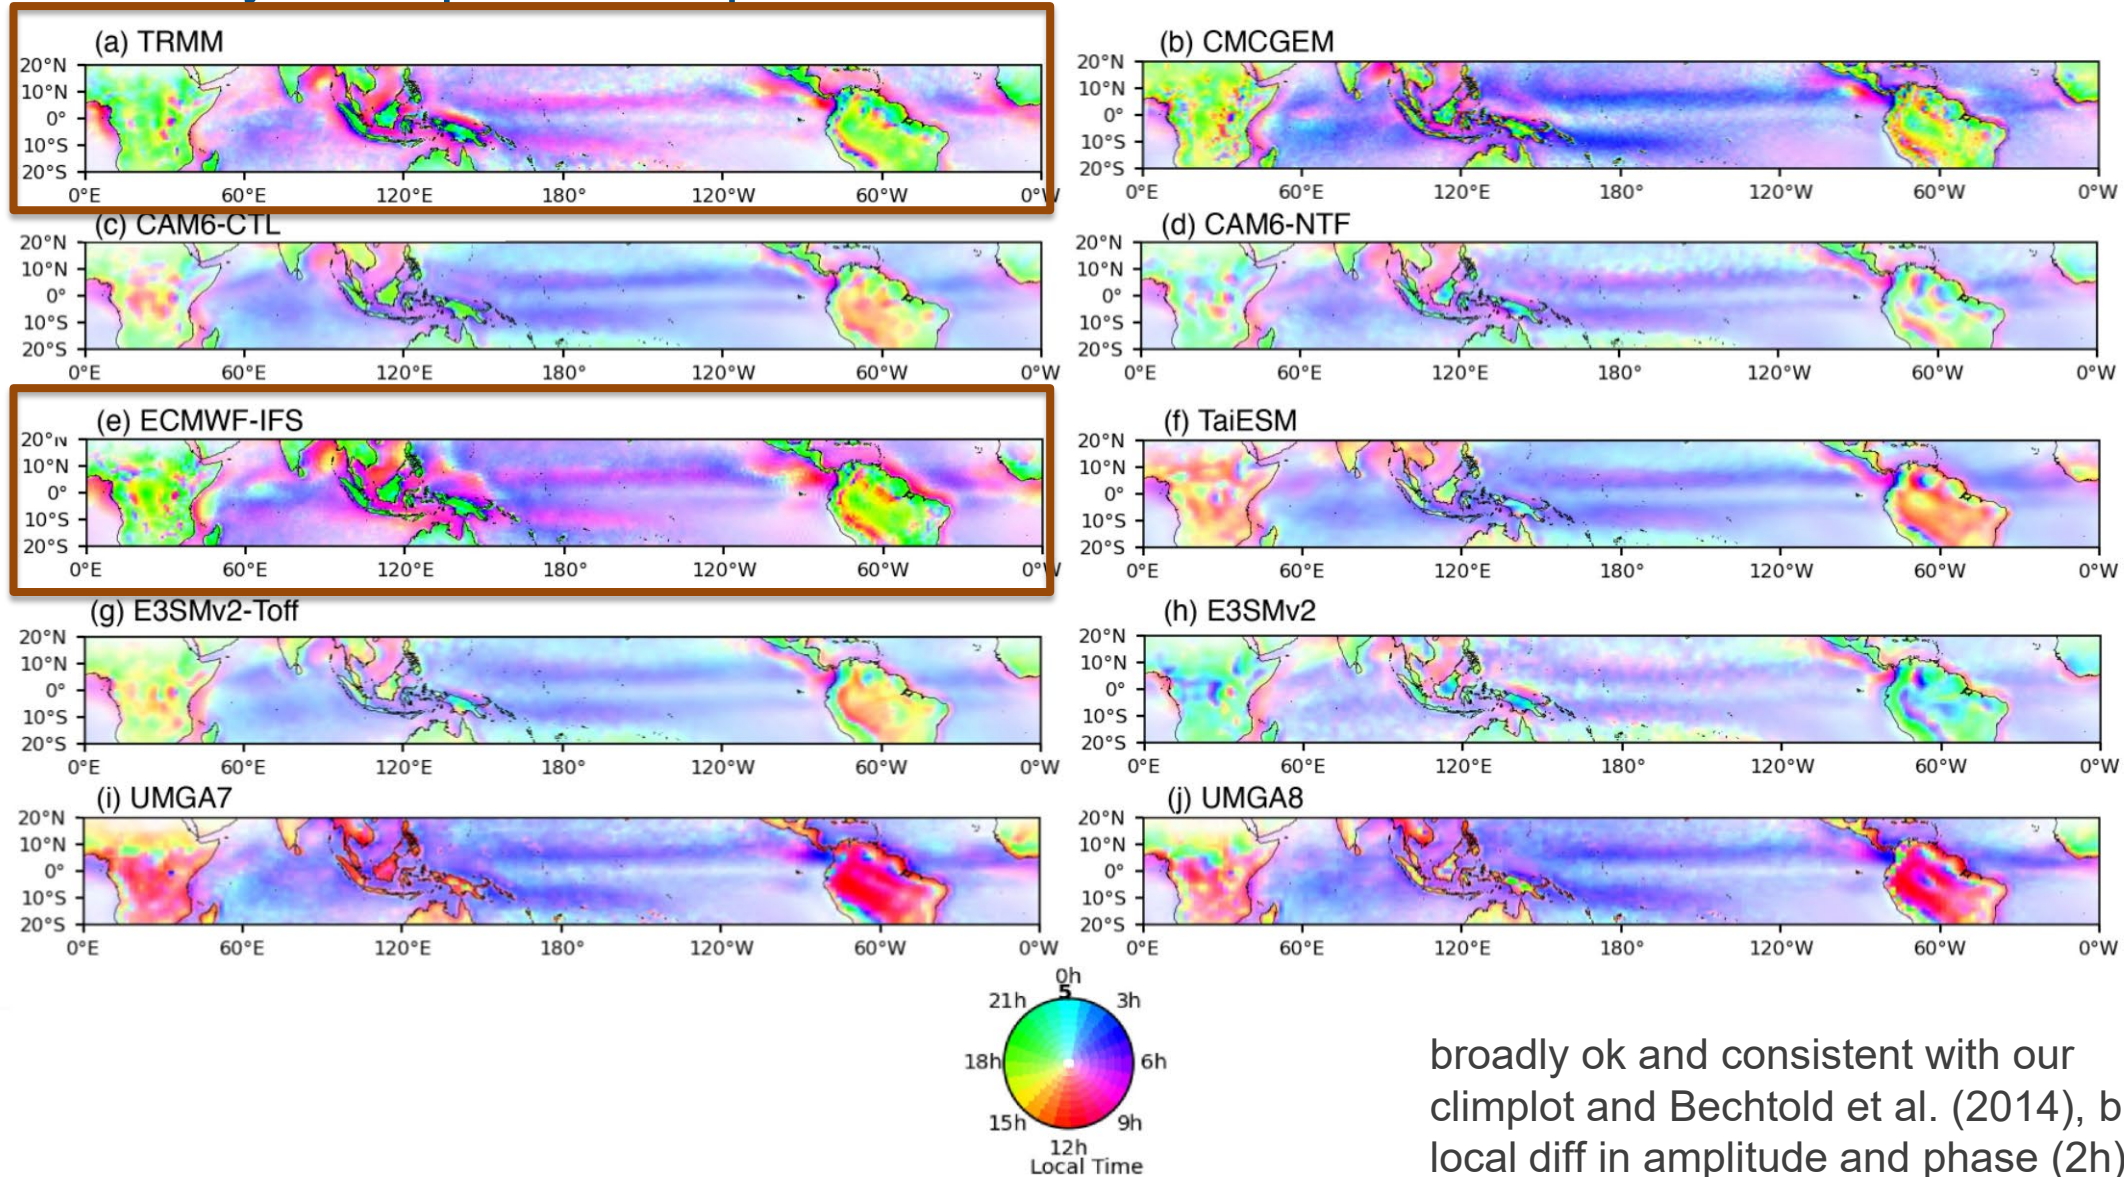 (a) TRMM
20°N
10°N
0°
10°S
20°S
0°E 60°E 120°E 180° 120°W 60°W 0°W
(b) CMCGEM
20°N
10°N
0°
10°S
20°S
0°E 60°E 120°E 180° 120°W 60°W 0°W
(c) CAM6-CTL
20°N
10°N
0°
10°S
20°S
0°E 60°E 120°E 180° 120°W 60°W 0°W
(d) CAM6-NTF
20°N
10°N
0°
10°S
20°S
0°E 60°E 120°E 180° 120°W 60°W 0°W
(e) ECMWF-IFS
20°N
10°N
0°
10°S
20°S
0°E 60°E 120°E 180° 120°W 60°W 0°W
(f) TaiESM
20°N
10°N
0°
10°S
20°S
0°E 60°E 120°E 180° 120°W 60°W 0°W
(g) E3SMv2-Toff
20°N
10°N
0°
10°S
20°S
0°E 60°E 120°E 180° 120°W 60°W 0°W
(h) E3SMv2
20°N
10°N
0°
10°S
20°S
0°E 60°E 120°E 180° 120°W 60°W 0°W
(i) UMGA7
20°N
10°N
0°
10°S
20°S
0°E 60°E 120°E 180° 120°W 60°W 0°W
(j) UMGA8
20°N
10°N
0°
10°S
20°S
0°E 60°E 120°E 180° 120°W 60°W 0°W
0h
5
21h 3h
18h 6h
15h 9h
12h
Local Time
broadly ok and consistent with our
climplot and Bechtold et al. (2014), b
local diff in amplitude and phase (2h)